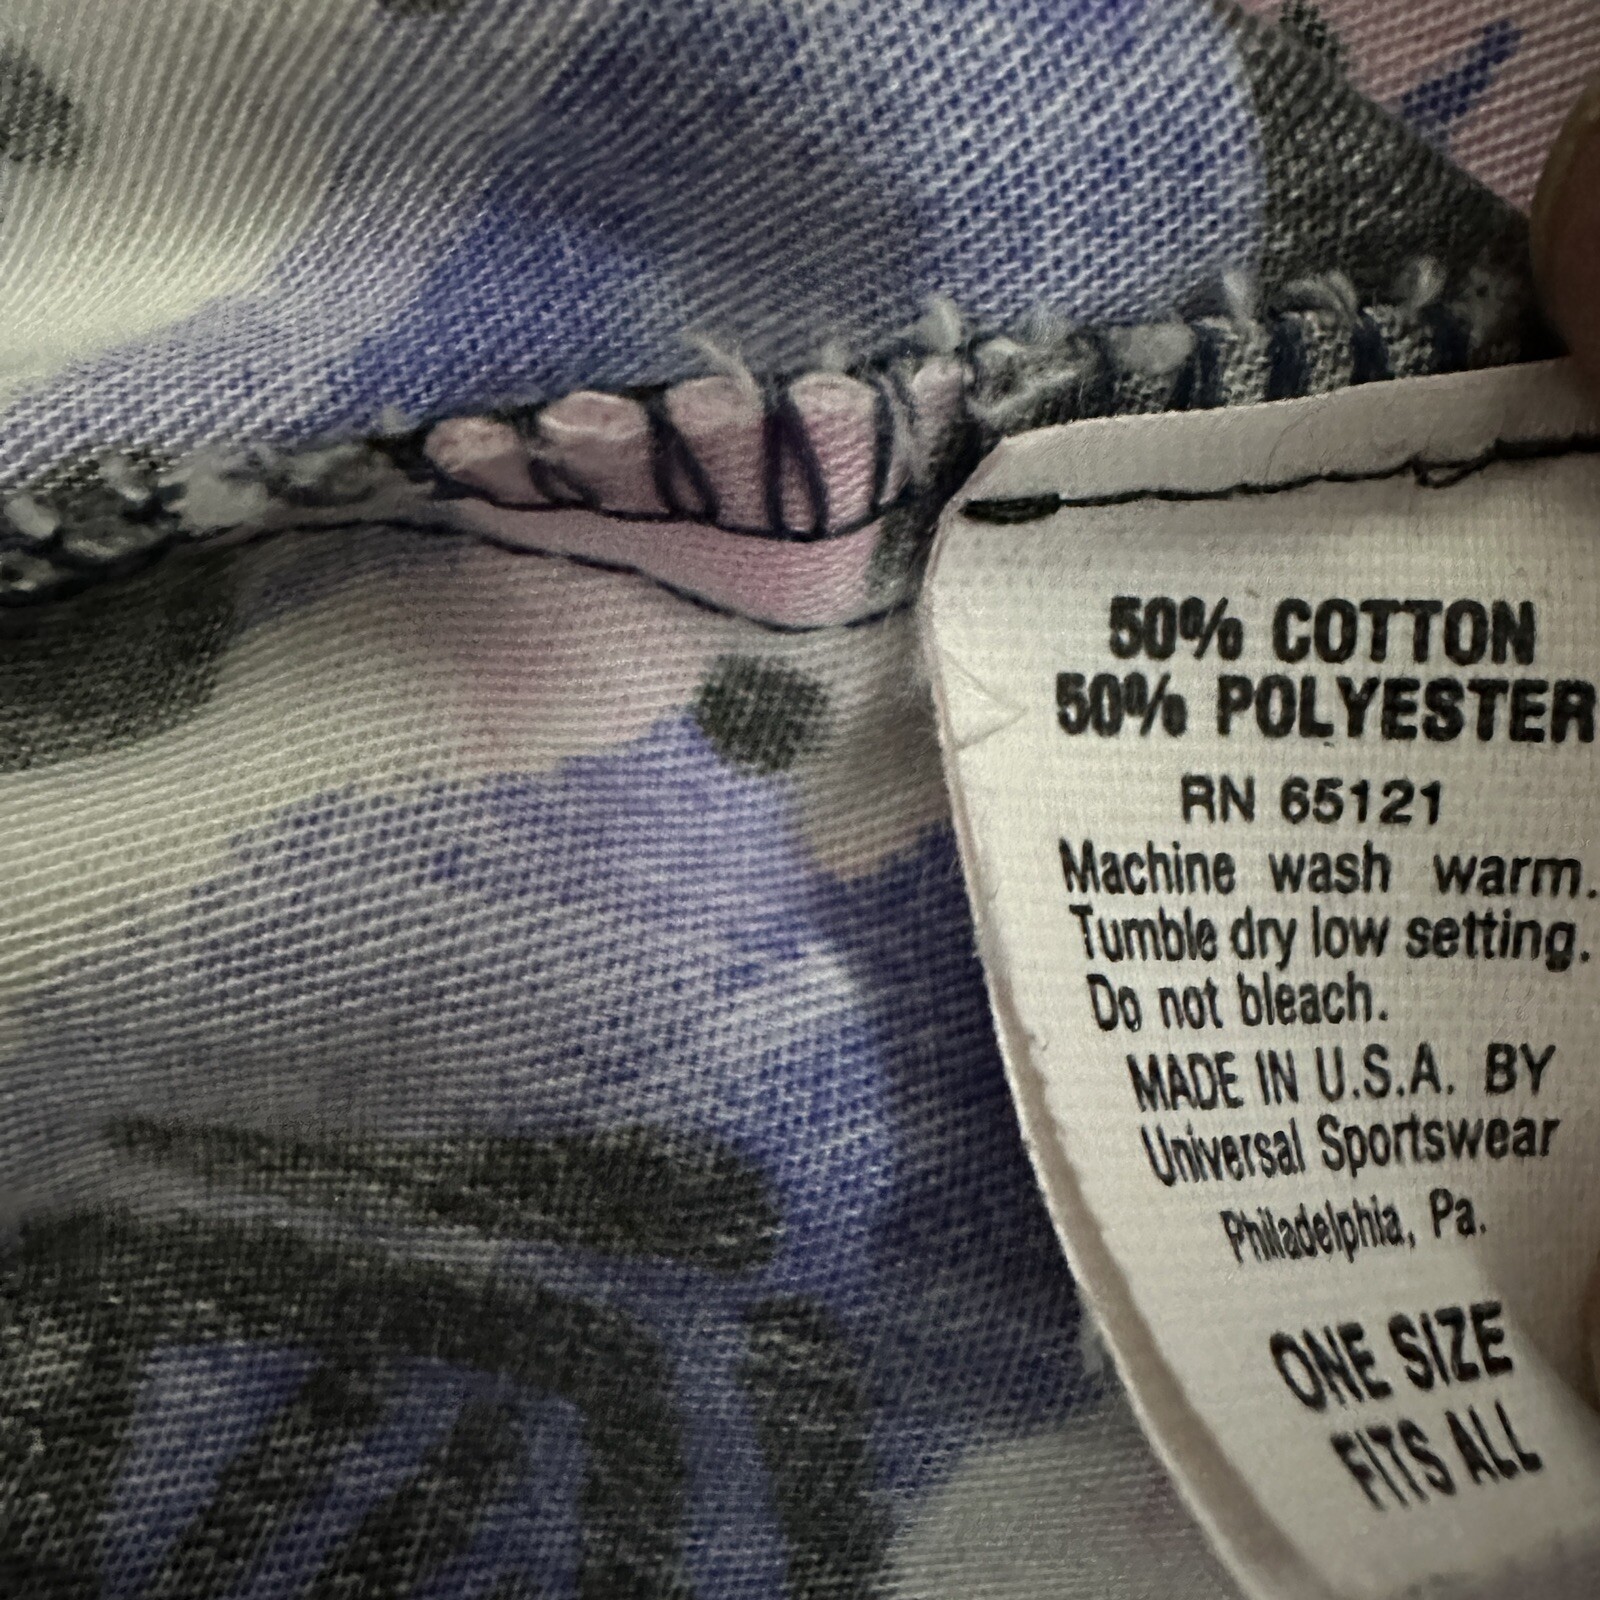 50% COTTON
50% POLYESTER
RN 65121
Machine wash warm.
Tumble dry low setting.
Do not bleach.
MADE IN U.S.A. BY
Universal Sportswear
Philadelphia, Pa.
ONE SIZE
FITS ALL